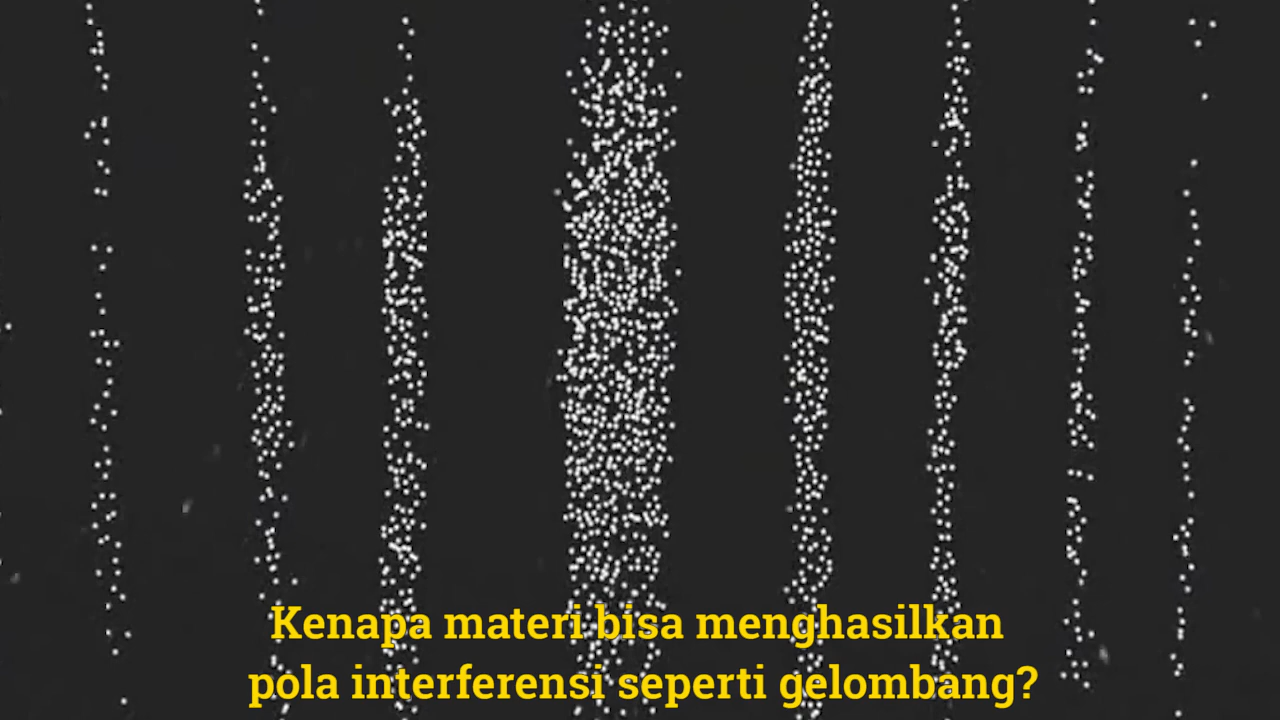 Kenapa materi bisa menghasilkan
pola interferensi seperti gelombang?